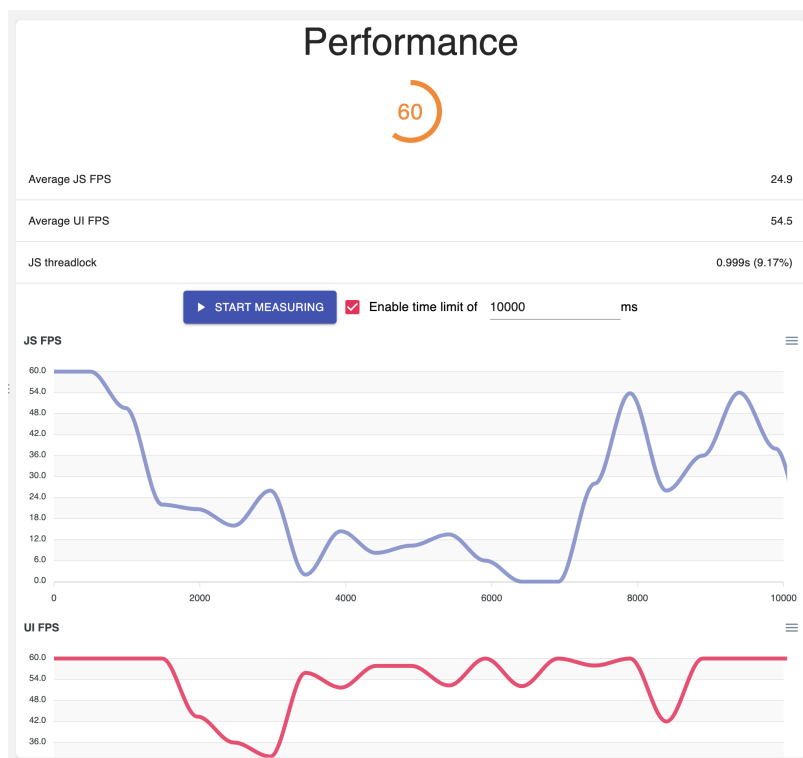 Performance
60
Average JS FPS 24.9
Average UI FPS 54.5
JS threadlock 0.999s (9.17%)
START MEASURING Enable time limit of 10000 ms
JS FPS
60.0
54.0
48.0
42.0
36.0
30.0
24.0
18.0
12.0
6.0
0.0
0 2000 4000 6000 8000 10000
UI FPS
60.0
54.0
48.0
42.0
36.0